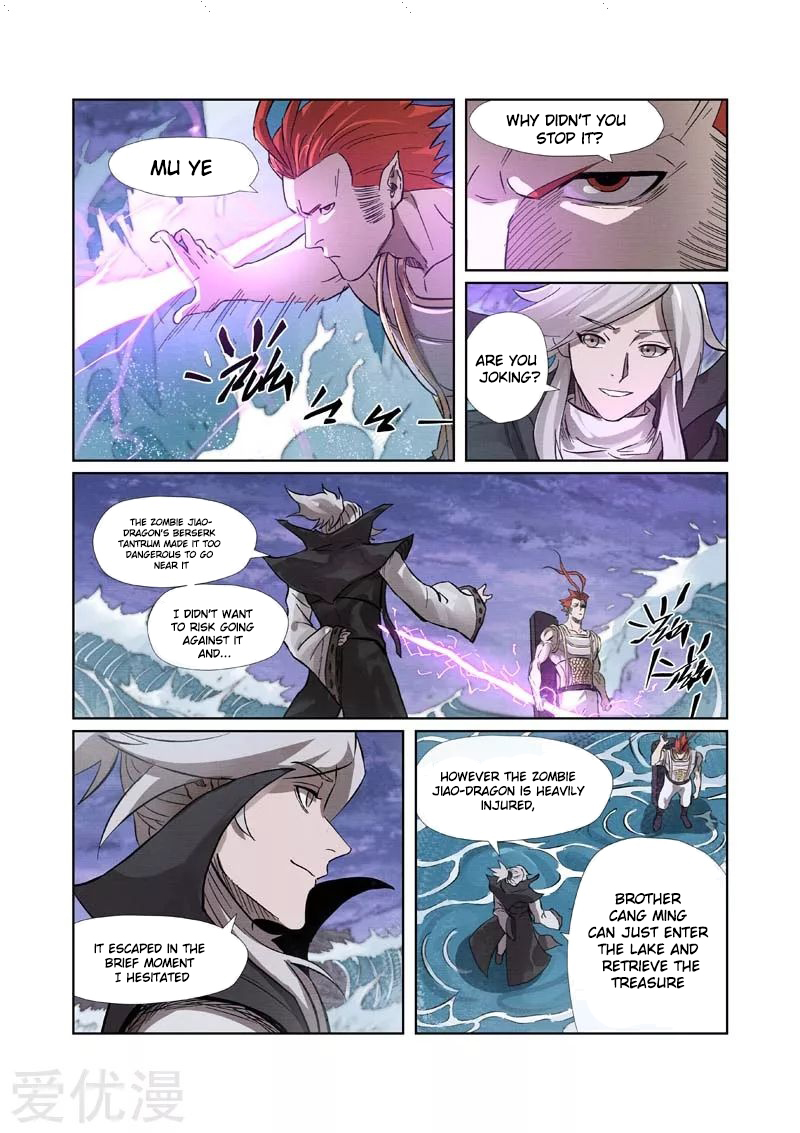 MU YE
WHY DIDN'T YOU
STOP IT?
ARE YOU
JOKING?
THE ZOMBIE JIAO-
DRAGON'S BERSERK
TANTRUM MADE IT TOO
DANGEROUS TO GO
NEAR IT
I DIDN'T WANT
TO RISK GOING
AGAINST IT
AND...
IT ESCAPED IN THE
BRIEF MOMENT
I HESITATED
HOWEVER THE ZOMBIE
JIAO-DRAGON IS HEAVILY
INJURED,
BROTHER
CANG MING
CAN JUST ENTER
THE LAKE AND
RETRIEVE THE
TREASURE
爱优漫